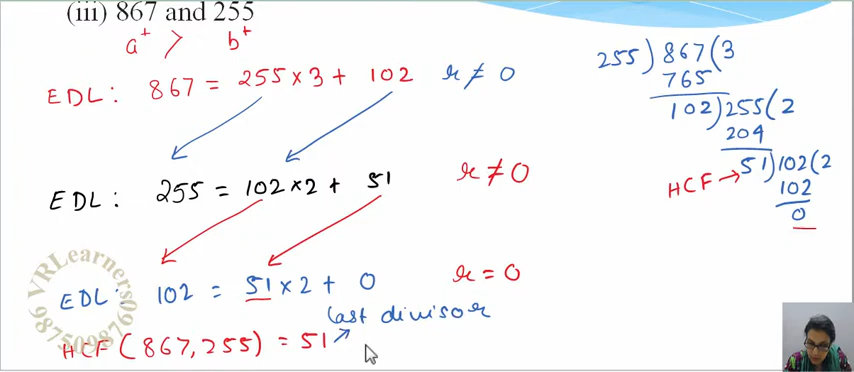 (iii) 867 and 255
a⁺ > b⁺
EDL: 867 = 255 × 3 + 102 r ≠ 0
EDL: 255 = 102 × 2 + 51 r ≠ 0
EDL: 102 = 51 × 2 + 0 r = 0
last divisor
HCF (867, 255) = 51
255 ) 867 ( 3
765
102 ) 255 ( 2
204
HCF → 51 ) 102 ( 2
102
0
VRLearners